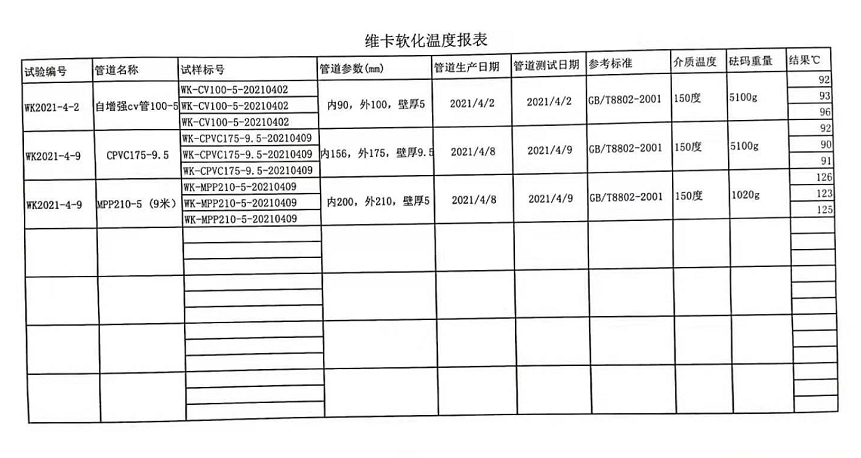 维卡软化温度报表
试验编号 管道名称 试样标号 管道参数(mm) 管道生产日期 管道测试日期 参考标准 介质温度 砝码重量 结果℃
WK-CV100-5-20210402 92
WK2021-4-2 自增强cv管100-5 WK-CV100-5-20210402 内90，外100，壁厚5 2021/4/2 2021/4/2 GB/T8802-2001 150度 5100g 93
WK-CV100-5-20210402 96
WK-CPVC175-9.5-20210409 92
WK2021-4-9 CPVC175-9.5 WK-CPVC175-9.5-20210409 内156，外175，壁厚9.5 2021/4/8 2021/4/9 GB/T8802-2001 150度 5100g 90
WK-CPVC175-9.5-20210409 91
WK-MPP210-5-20210409 126
WK2021-4-9 MPP210-5（9米） WK-MPP210-5-20210409 内200，外210，壁厚5 2021/4/8 2021/4/9 GB/T8802-2001 150度 1020g 123
WK-MPP210-5-20210409 125